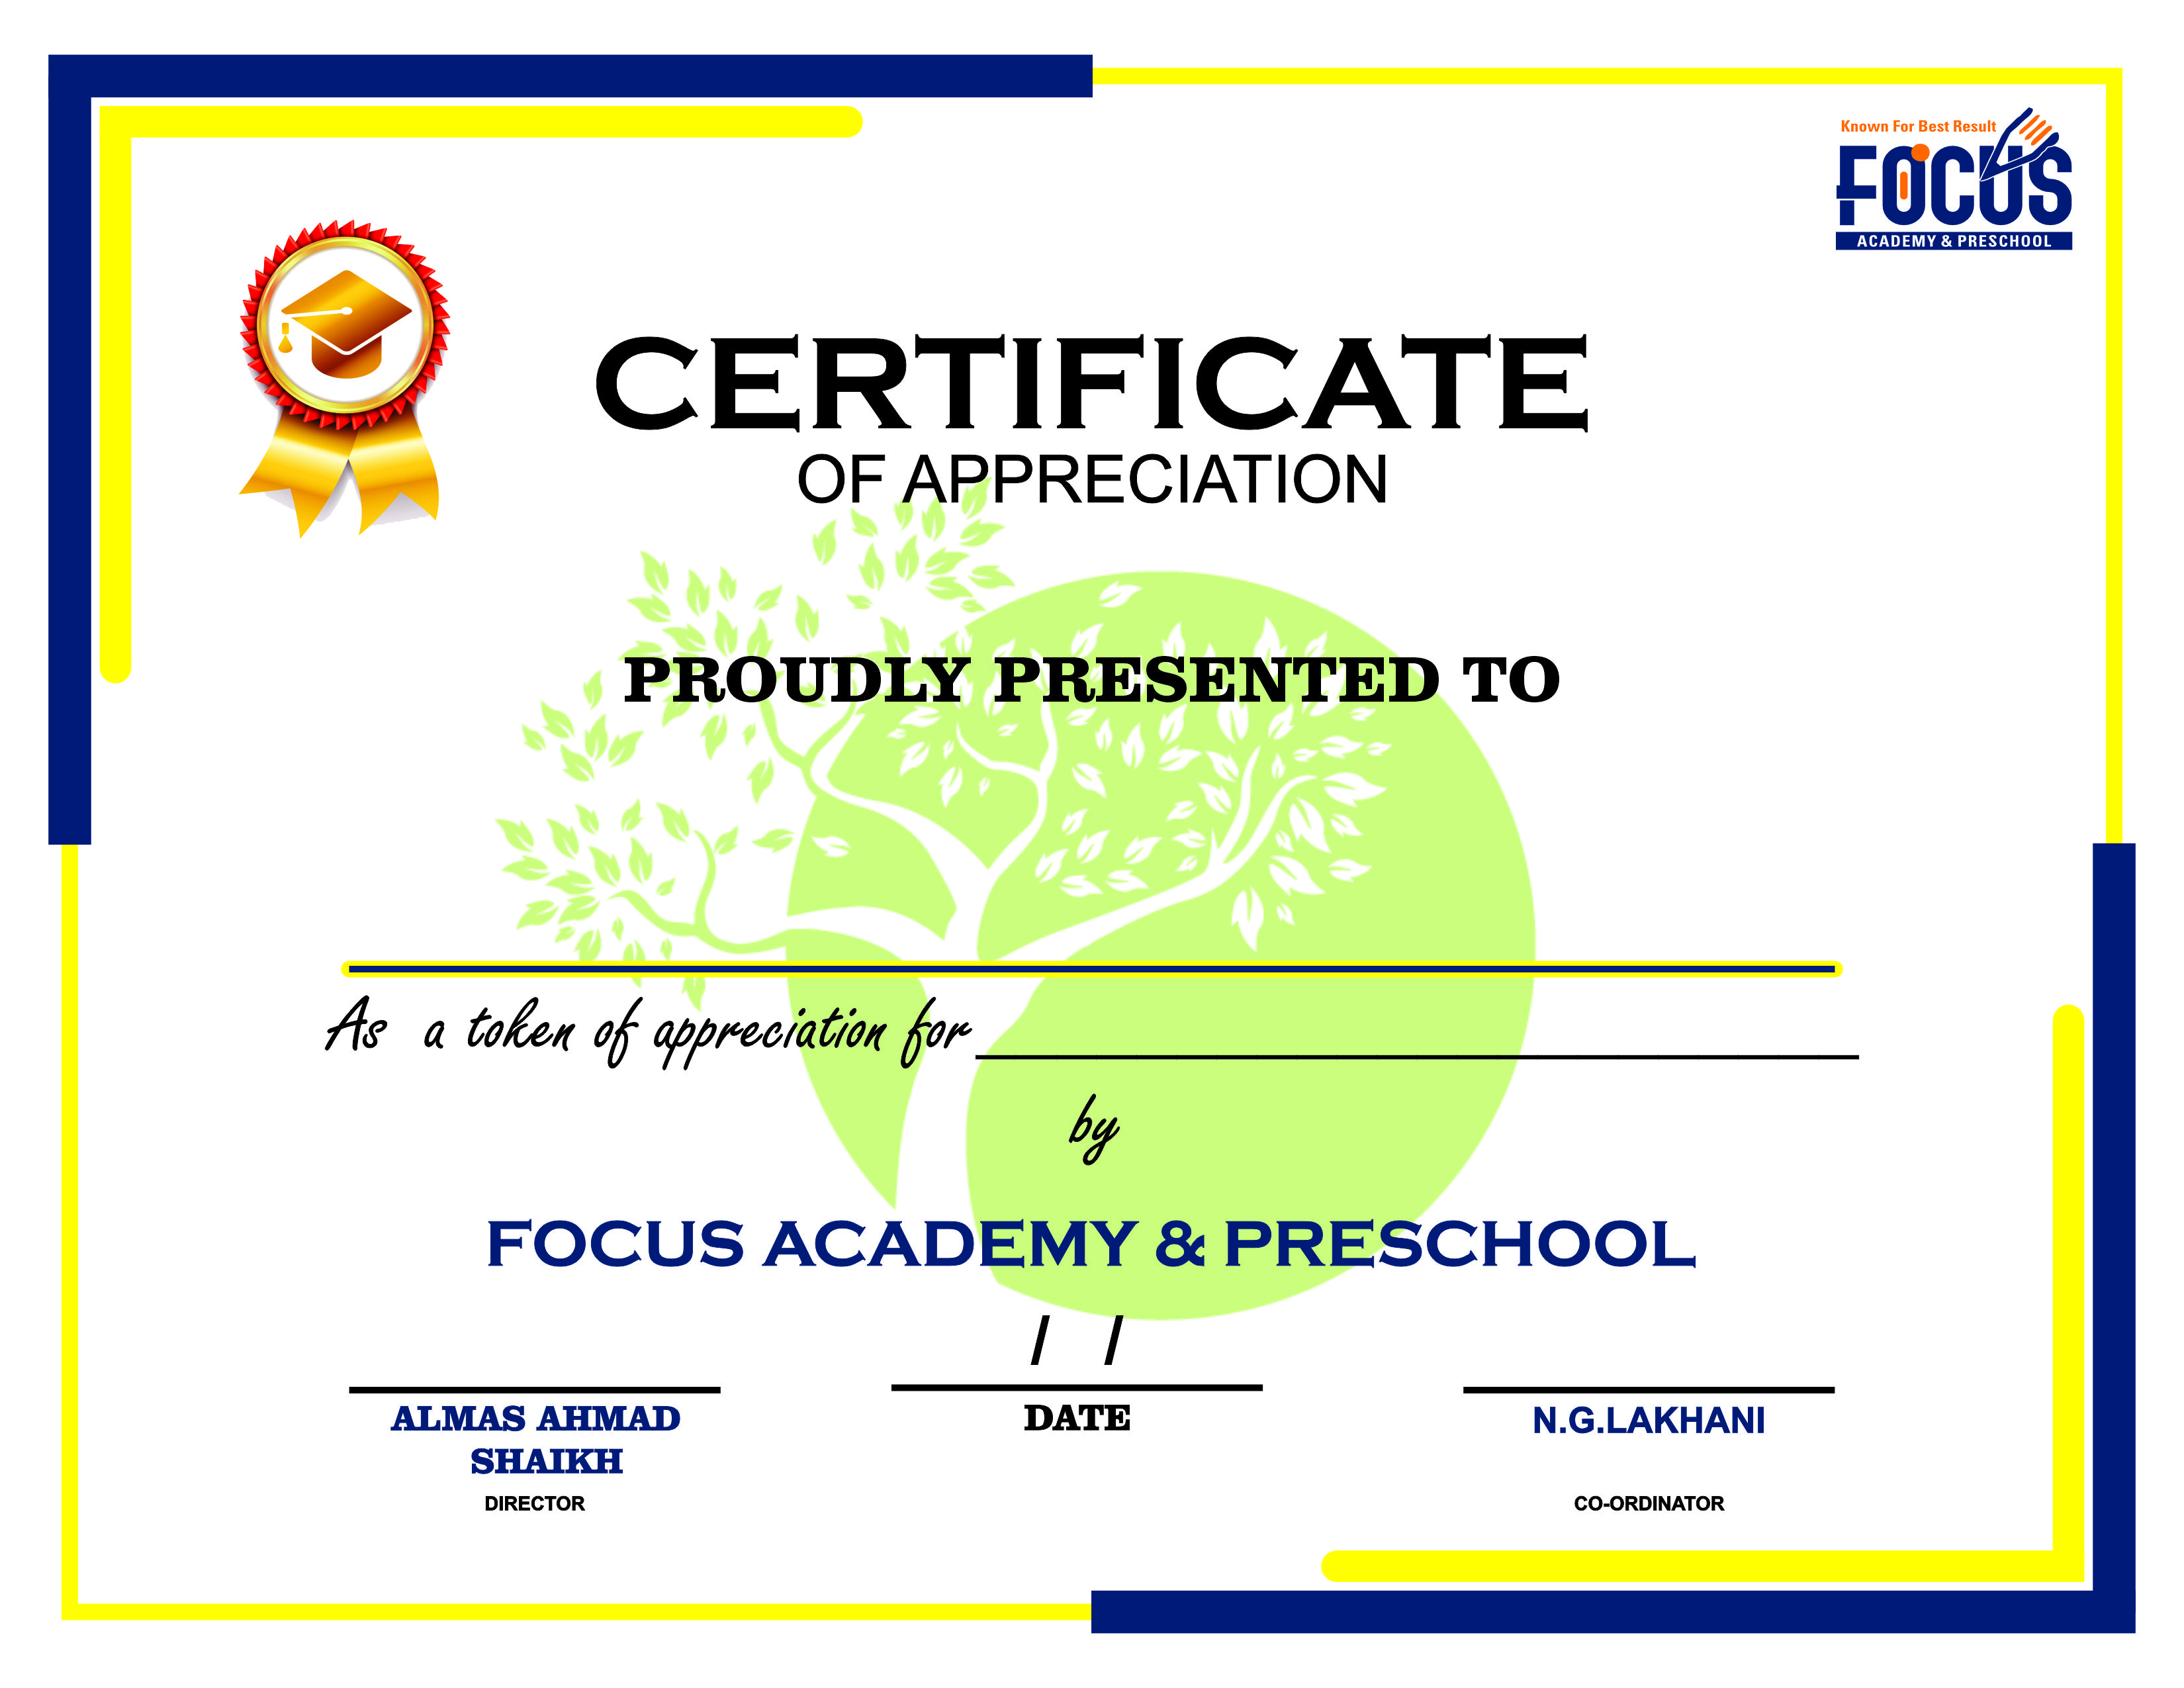 Known For Best Result
FOCUS
ACADEMY & PRESCHOOL
CERTIFICATE
OF APPRECIATION
PROUDLY PRESENTED TO
As a token of appreciation for
by
FOCUS ACADEMY & PRESCHOOL
/ /
ALMAS AHMAD
SHAIKH
DIRECTOR
DATE
N.G.LAKHANI
CO-ORDINATOR